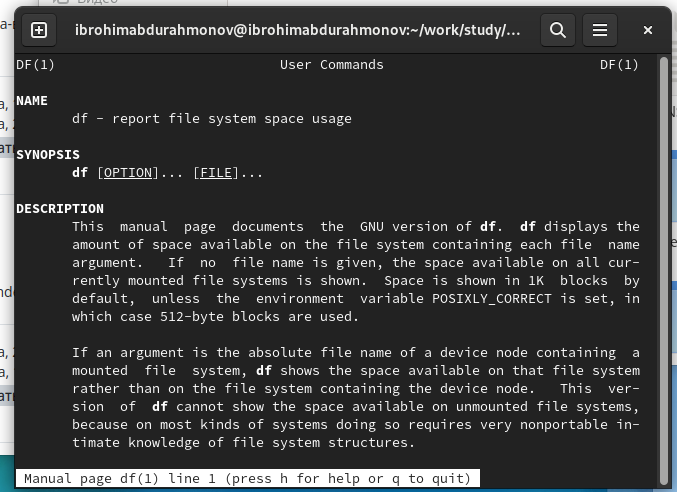 Видео
ibrohimabdurahmonov@ibrohimabdurahmonov:~/work/study/...
DF(1) User Commands DF(1)
NAME
df - report file system space usage
SYNOPSIS
df [OPTION]... [FILE]...
DESCRIPTION
This manual page documents the GNU version of df. df displays the
amount of space available on the file system containing each file name
argument. If no file name is given, the space available on all cur-
rently mounted file systems is shown. Space is shown in 1K blocks by
default, unless the environment variable POSIXLY_CORRECT is set, in
which case 512-byte blocks are used.
If an argument is the absolute file name of a device node containing a
mounted file system, df shows the space available on that file system
rather than on the file system containing the device node. This ver-
sion of df cannot show the space available on unmounted file systems,
because on most kinds of systems doing so requires very nonportable in-
timate knowledge of file system structures.
Manual page df(1) line 1 (press h for help or q to quit)